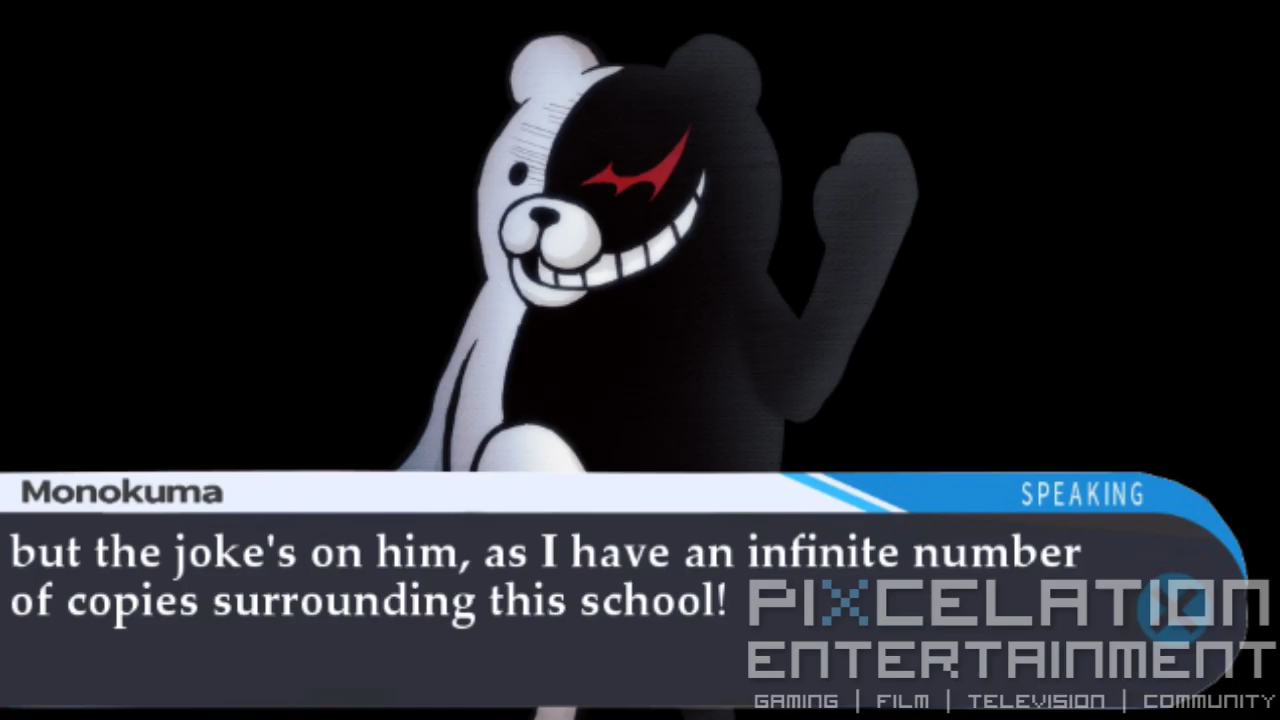 Monokuma
SPEAKING
but the joke's on him, as I have an infinite number
of copies surrounding this school!
PIXCELATION
ENTERTAINMENT
GAMING | FILM | TELEVISION | COMMUNITY